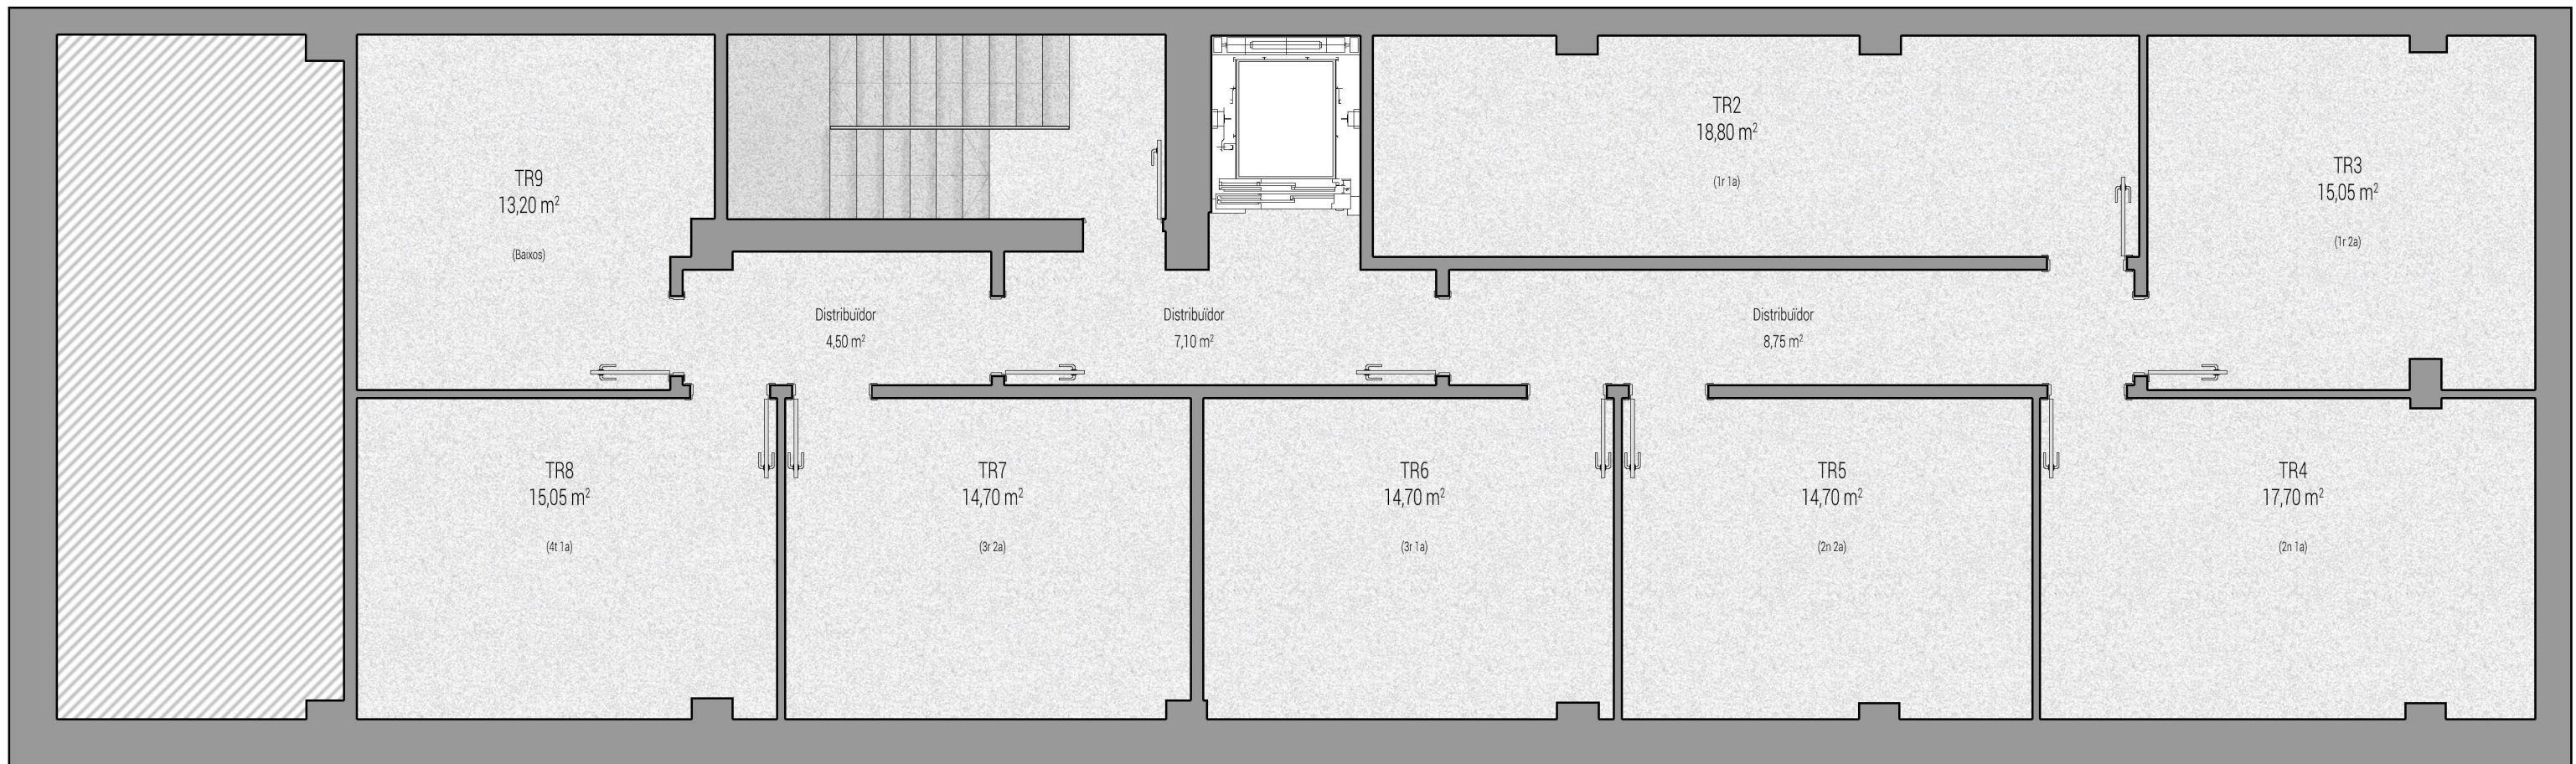 TR2
18,80 m²
(1r 1a)
TR3
15,05 m²
(1r 2a)
TR9
13,20 m²
(Baixos)
Distribuïdor
4,50 m²
Distribuïdor
7,10 m²
Distribuïdor
8,75 m²
TR8
15,05 m²
(4t 1a)
TR7
14,70 m²
(3r 2a)
TR6
14,70 m²
(3r 1a)
TR5
14,70 m²
(2n 2a)
TR4
17,70 m²
(2n 1a)